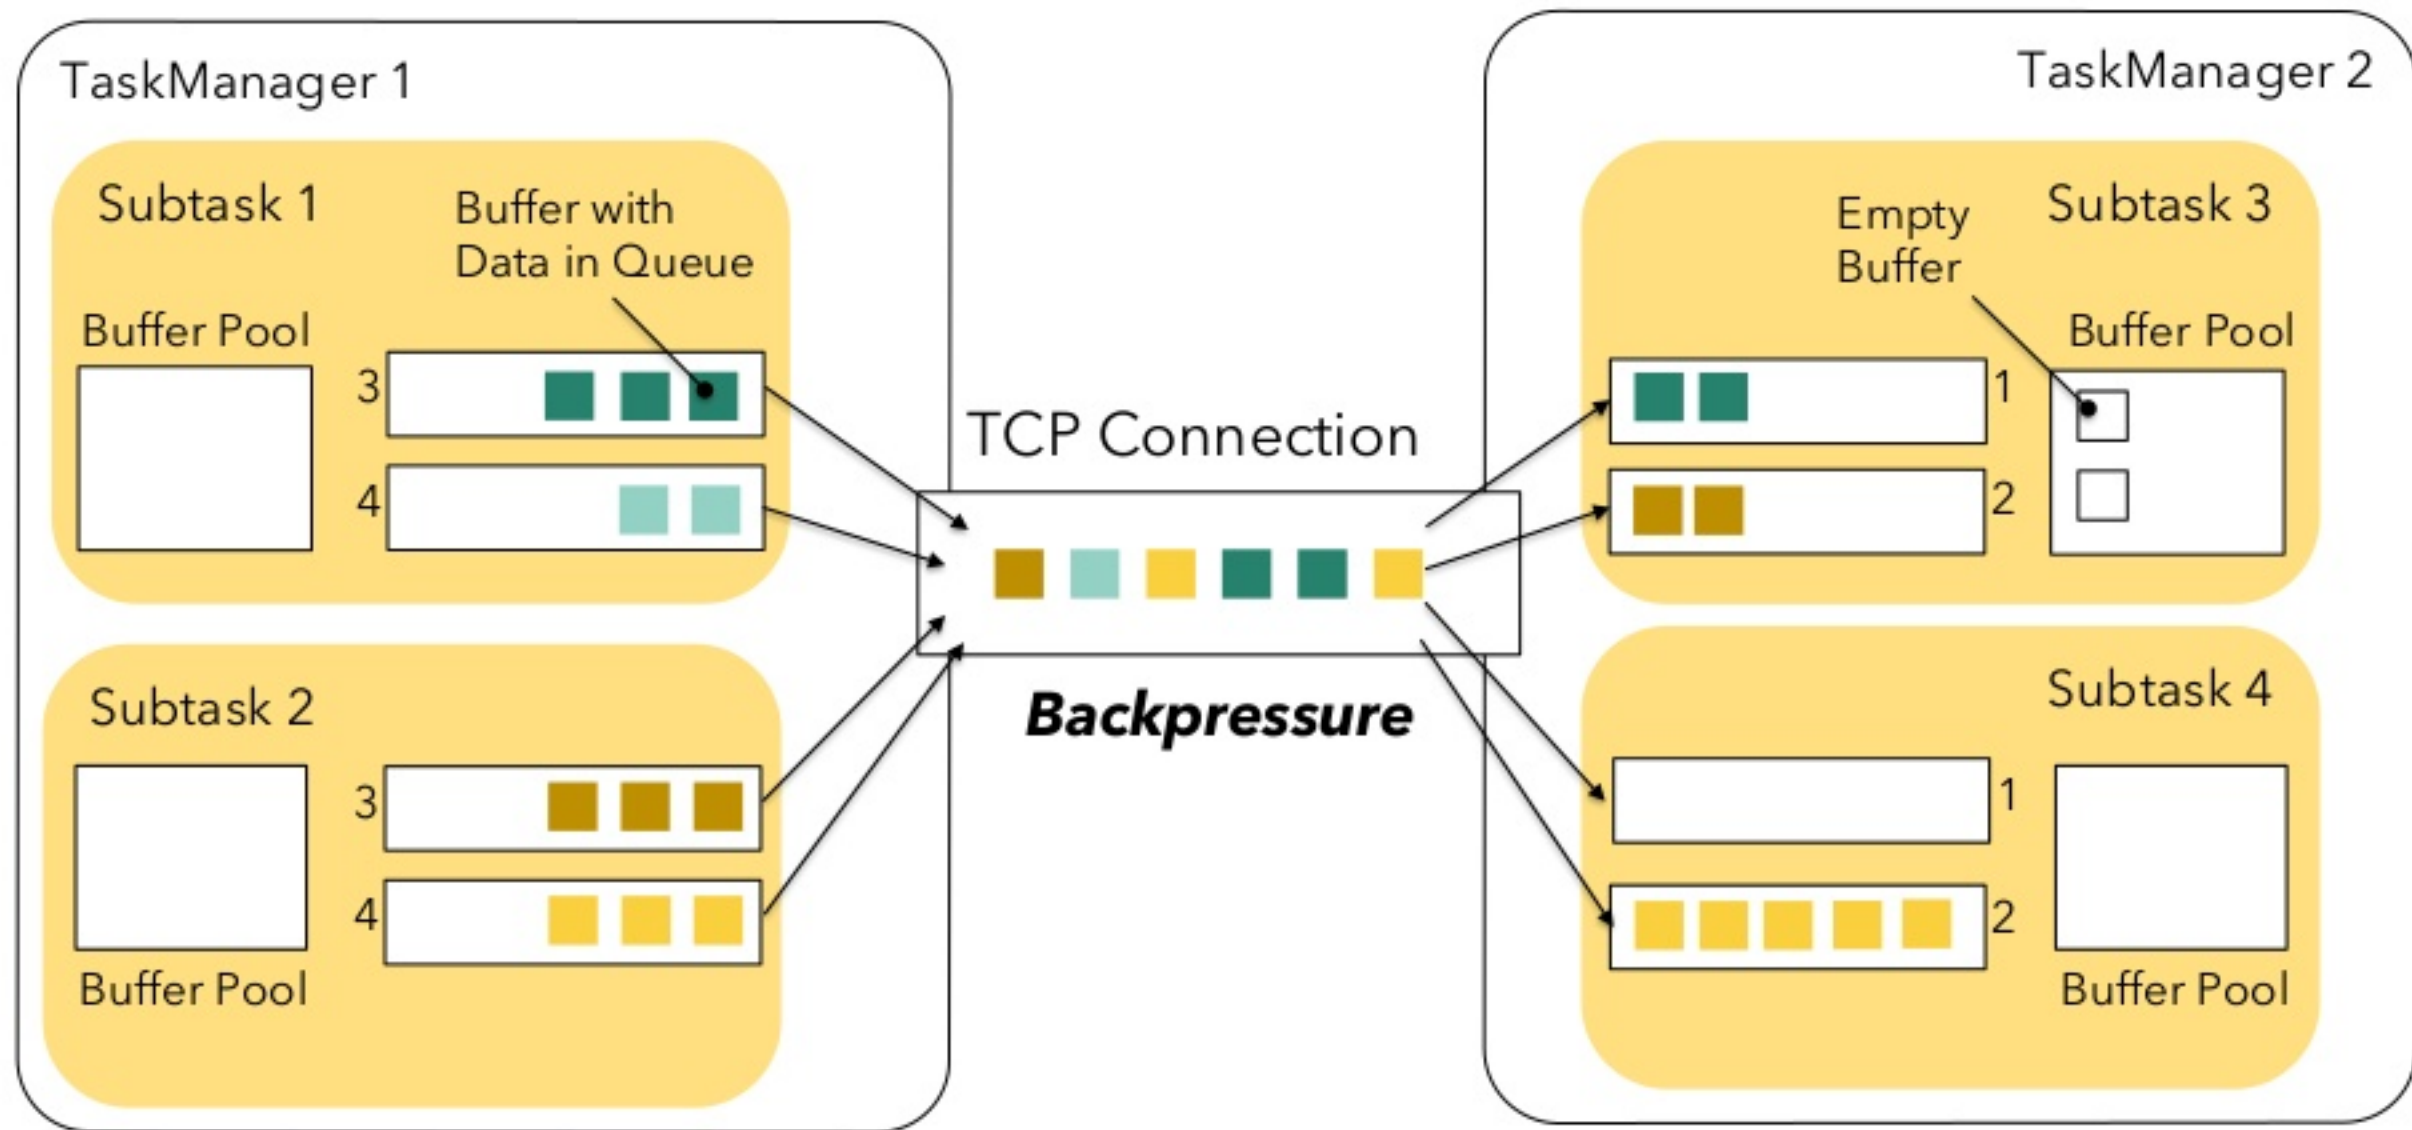 TaskManager 1
Subtask 1
Buffer with
Data in Queue
Buffer Pool
3
4
Subtask 2
3
4
Buffer Pool
TCP Connection
Backpressure
TaskManager 2
Empty
Buffer
Subtask 3
Buffer Pool
1
2
Subtask 4
1
2
Buffer Pool